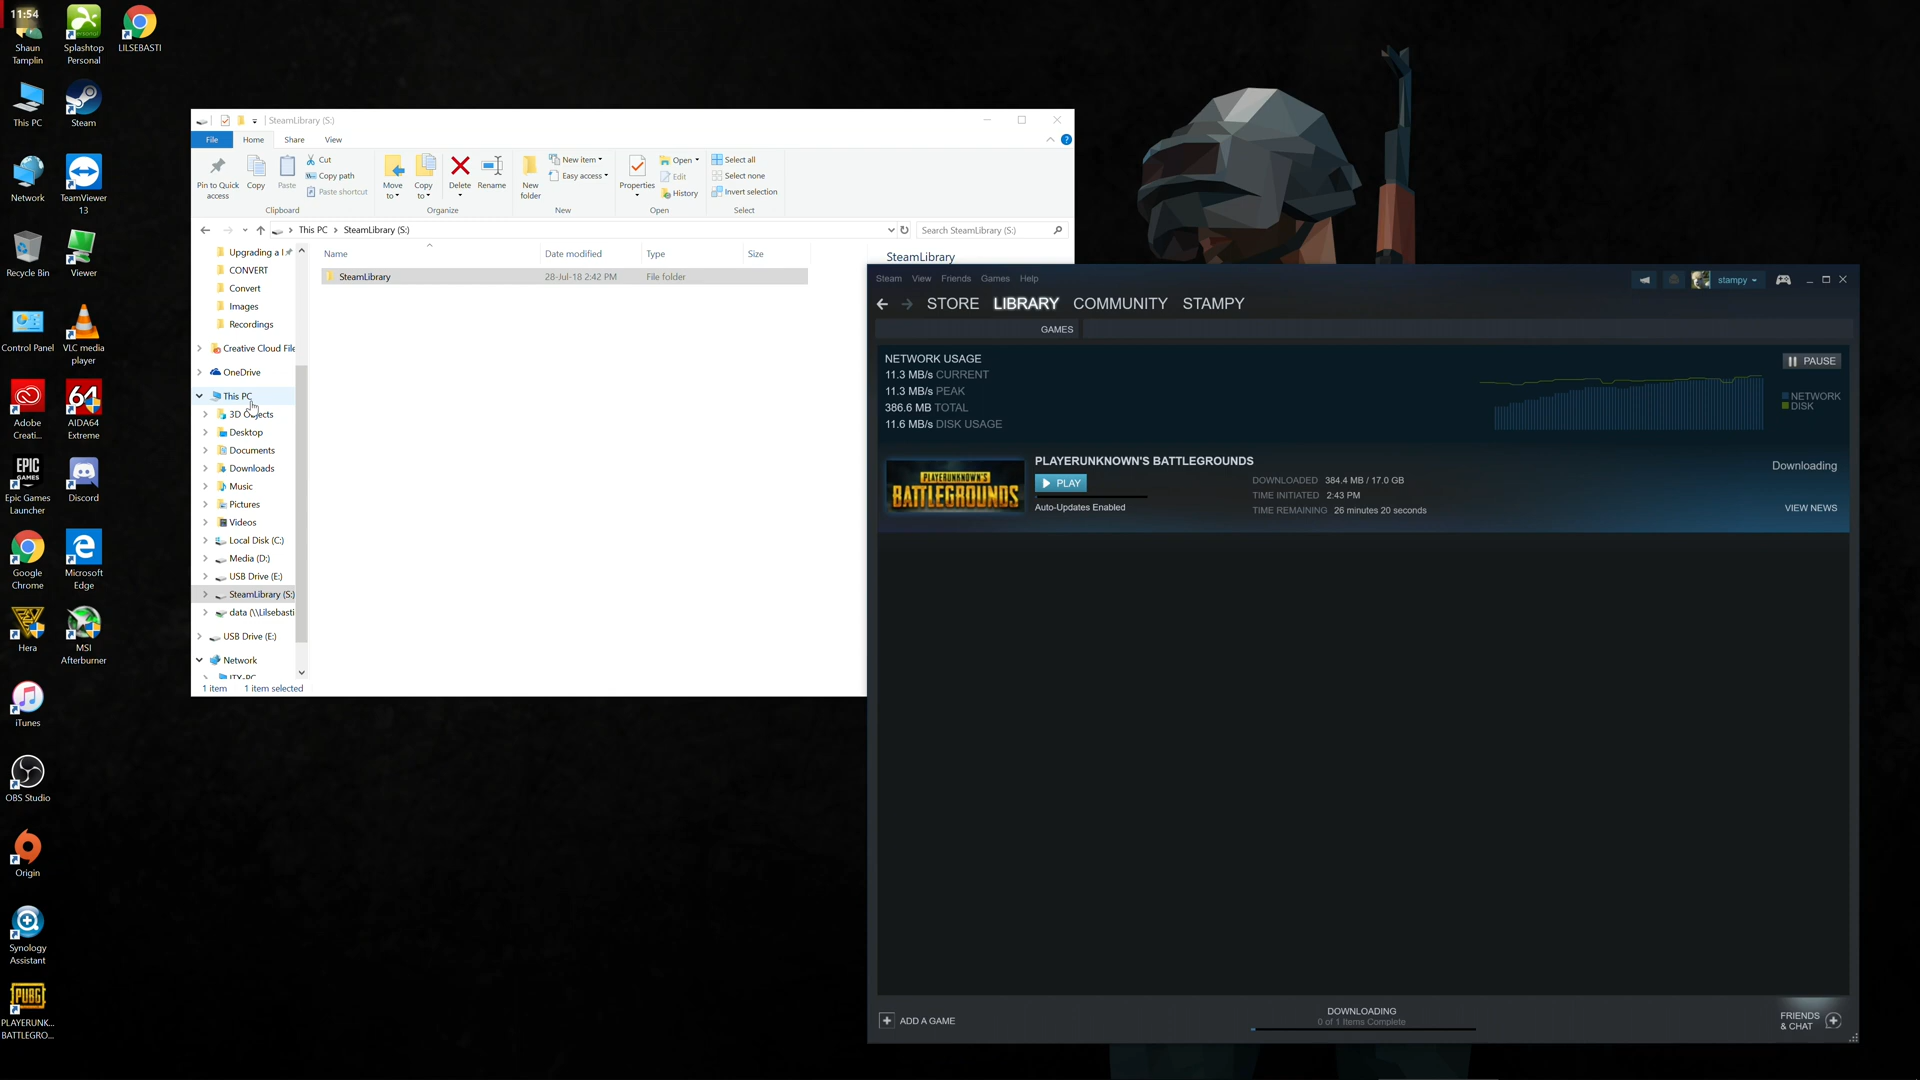 11:54
Shaun
Tamplin
Splashtop
Personal
LILSEBASTI
This PC
Steam
Network
TeamViewer
13
Recycle Bin
Viewer
Control Panel
VLC media
player
Adobe
Creati...
64
AIDA64
Extreme
EPIC
GAMES
Epic Games
Launcher
Discord
Google
Chrome
Microsoft
Edge
Hera
MSI
Afterburner
iTunes
OBS Studio
Origin
Synology
Assistant
PUBG
PLAYERUNK...
BATTLEGRO...
SteamLibrary (S:)
File
Home
Share
View
Pin to Quick
access
Copy
Paste
Cut
Copy path
Paste shortcut
Clipboard
Move
to
Copy
to
Delete
Rename
Organize
New
folder
New item
Easy access
New
Properties
Open
Edit
History
Open
Select all
Select none
Invert selection
Select
This PC > SteamLibrary (S:)
Search SteamLibrary (S:)
Name
Date modified
Type
Size
SteamLibrary
28-Jul-18 2:42 PM
File folder
SteamLibrary
Upgrading a
CONVERT
Convert
Images
Recordings
Creative Cloud File
OneDrive
This PC
3D Objects
Desktop
Documents
Downloads
Music
Pictures
Videos
Local Disk (C:)
Media (D:)
USB Drive (E:)
SteamLibrary (S:)
data (\\Lilsebasti
USB Drive (E:)
Network
ITX-PC
1 item
1 item selected
Steam View Friends Games Help
stampy
STORE LIBRARY COMMUNITY STAMPY
GAMES
NETWORK USAGE
11.3 MB/s CURRENT
11.3 MB/s PEAK
386.6 MB TOTAL
11.6 MB/s DISK USAGE
PAUSE
NETWORK
DISK
PLAYERUNKNOWN'S
BATTLEGROUNDS
PLAYERUNKNOWN'S BATTLEGROUNDS
PLAY
Auto-Updates Enabled
DOWNLOADED 384.4 MB / 17.0 GB
TIME INITIATED 2:43 PM
TIME REMAINING 26 minutes 20 seconds
Downloading
VIEW NEWS
ADD A GAME
DOWNLOADING
0 of 1 Items Complete
FRIENDS
& CHAT